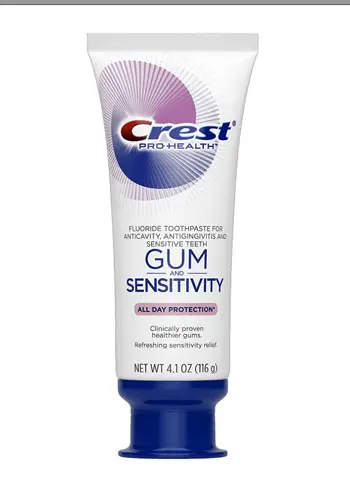 Crest®
PRO-HEALTH™
FLUORIDE TOOTHPASTE FOR
ANTICAVITY, ANTIGINGIVITIS AND
SENSITIVE TEETH
GUM
AND
SENSITIVITY
ALL DAY PROTECTION*
Clinically proven
healthier gums.
Refreshing sensitivity relief.
NET WT 4.1 OZ (116 g)